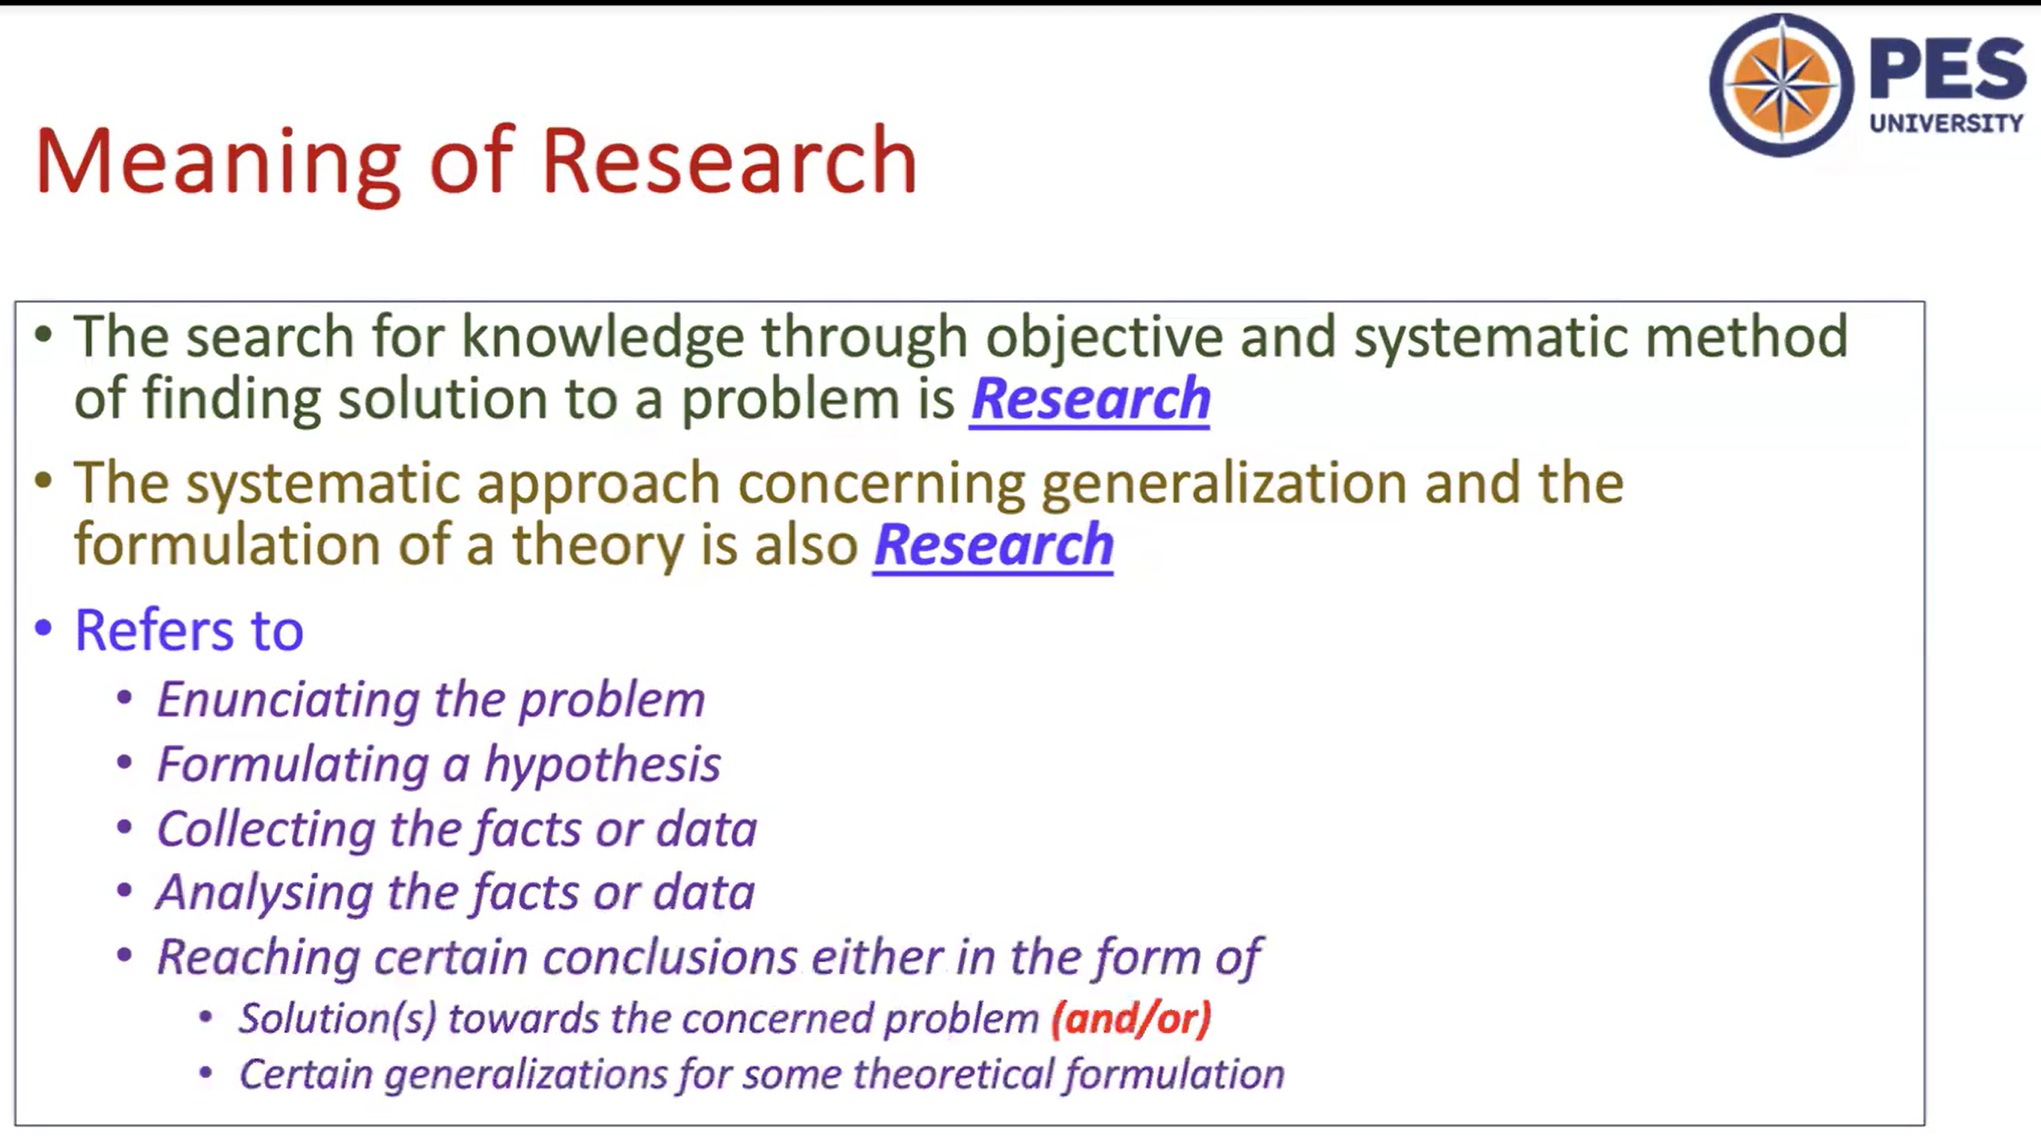 PES
UNIVERSITY
Meaning of Research
• The search for knowledge through objective and systematic method
of finding solution to a problem is Research
• The systematic approach concerning generalization and the
formulation of a theory is also Research
• Refers to
• Enunciating the problem
• Formulating a hypothesis
• Collecting the facts or data
• Analysing the facts or data
• Reaching certain conclusions either in the form of
• Solution(s) towards the concerned problem (and/or)
• Certain generalizations for some theoretical formulation